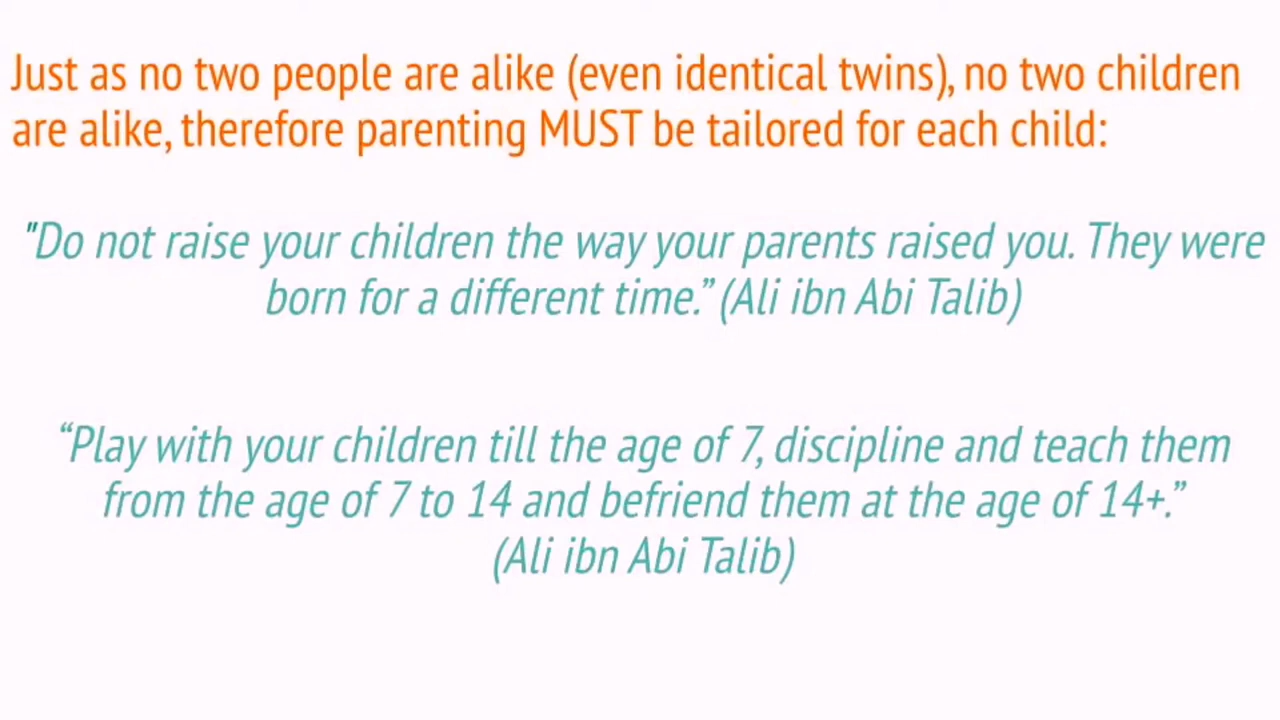 Just as no two people are alike (even identical twins), no two children
are alike, therefore parenting MUST be tailored for each child:
"Do not raise your children the way your parents raised you. They were
born for a different time.” (Ali ibn Abi Talib)
“Play with your children till the age of 7, discipline and teach them
from the age of 7 to 14 and befriend them at the age of 14+.”
(Ali ibn Abi Talib)